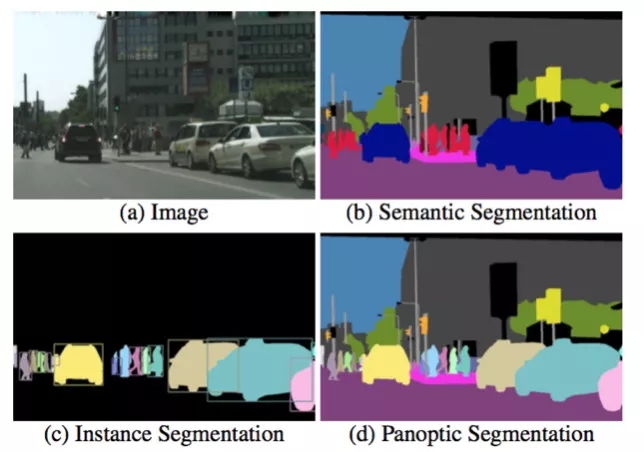 (a) Image
(b) Semantic Segmentation
(c) Instance Segmentation
(d) Panoptic Segmentation